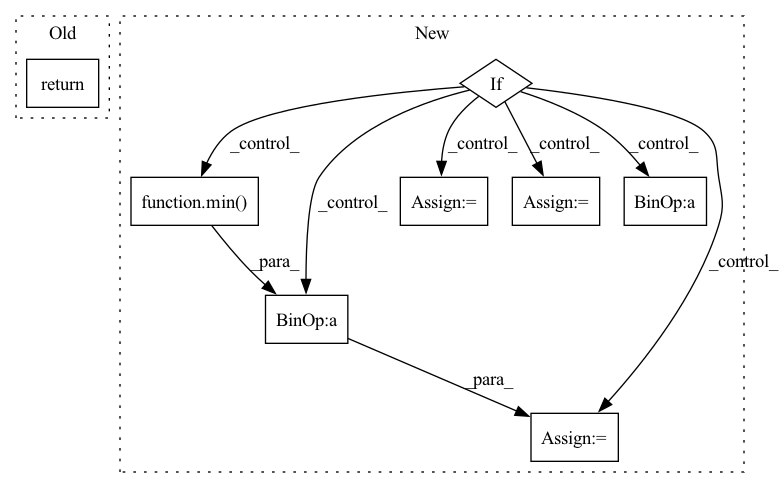 Old
New
return
If
_control_
_control_
_control_
_control_
function.min()
_control_
Assign:=
Assign:=
BinOp:a
_para_
_control_
BinOp:a
_para_
Assign:=